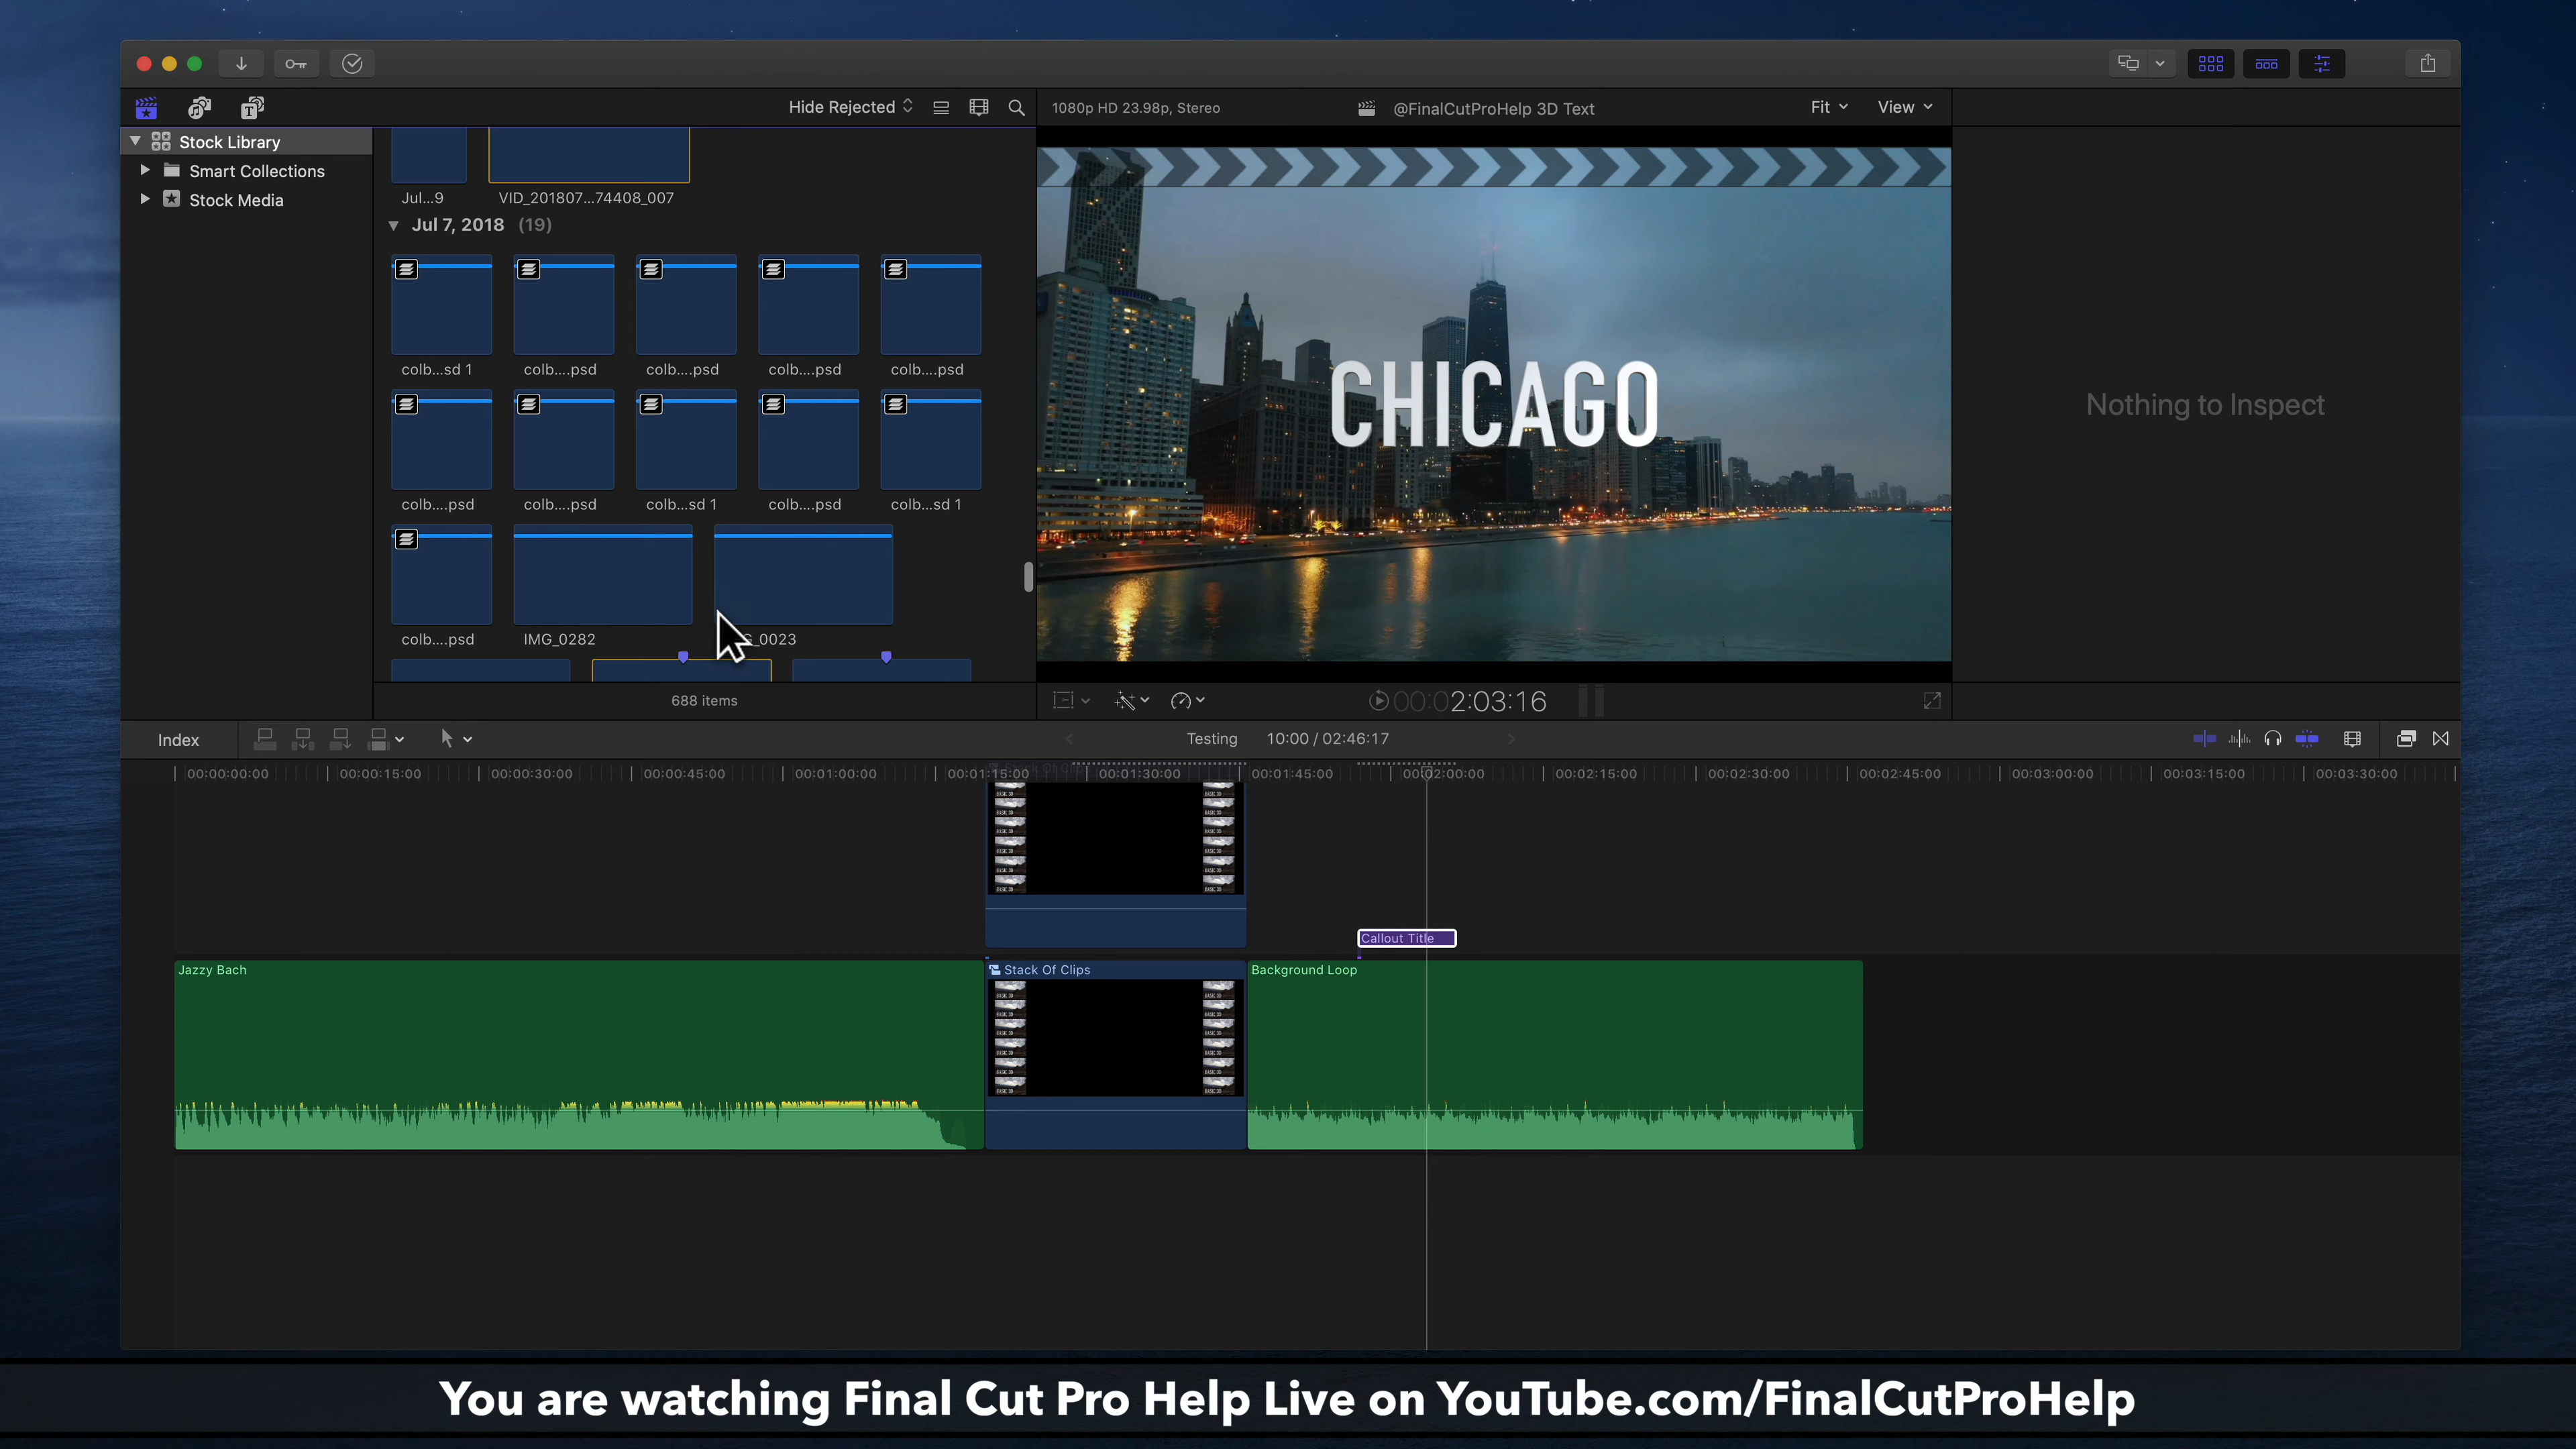 Hide Rejected
1080p HD 23.98p, Stereo
@FinalCutProHelp 3D Text
Fit
View
Stock Library
Smart Collections
Stock Media
Jul...9
VID_201807...74408_007
Jul 7, 2018 (19)
colb...sd 1
colb....psd
colb....psd
colb....psd
colb....psd
colb....psd
colb....psd
colb...sd 1
colb....psd
colb...sd 1
colb....psd
IMG_0282
_0023
688 items
CHICAGO
Nothing to Inspect
00:02:03:16
Index
Testing
10:00 / 02:46:17
00:00:00:00
00:00:15:00
00:00:30:00
00:00:45:00
00:01:00:00
00:01:15:00
00:01:30:00
00:01:45:00
00:02:00:00
00:02:15:00
00:02:30:00
00:02:45:00
00:03:00:00
00:03:15:00
00:03:30:00
Callout Title
Jazzy Bach
Stack Of Clips
Background Loop
You are watching Final Cut Pro Help Live on YouTube.com/FinalCutProHelp